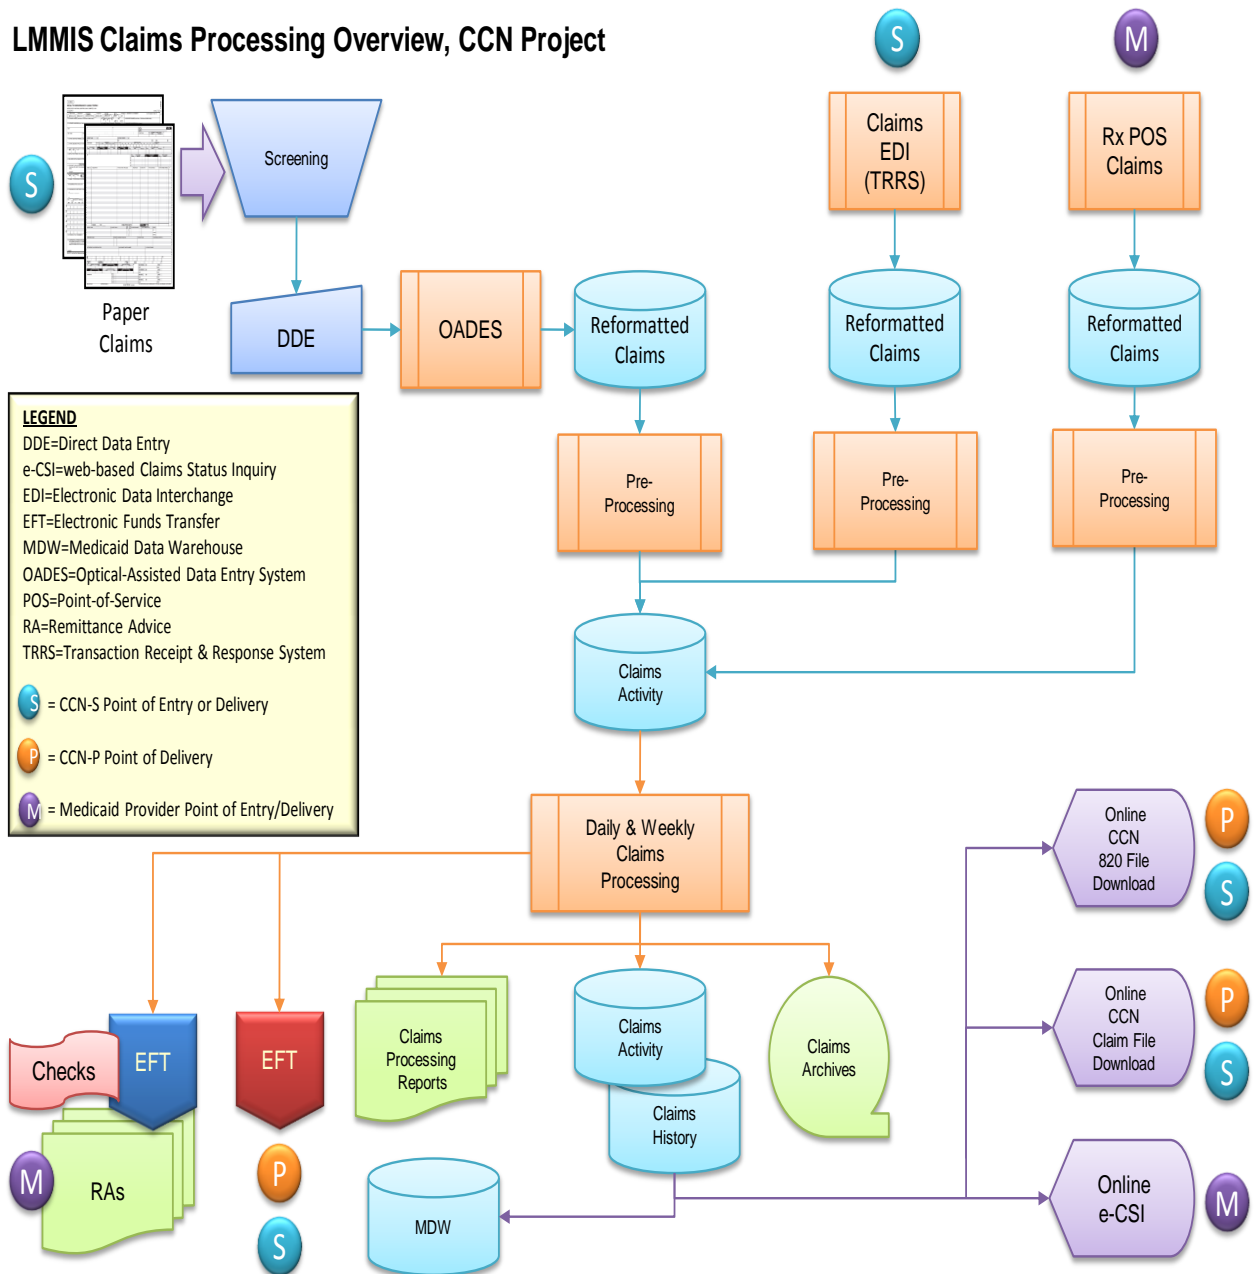 LMMIS Claims Processing Overview, CCN Project
S
M
S
Paper
Claims
Screening
Claims
EDI
(TRRS)
Rx POS
Claims
DDE
OADES
Reformatted
Claims
Reformatted
Claims
Reformatted
Claims
LEGEND
DDE=Direct Data Entry
e-CSI=web-based Claims Status Inquiry
EDI=Electronic Data Interchange
EFT=Electronic Funds Transfer
MDW=Medicaid Data Warehouse
OADES=Optical-Assisted Data Entry System
POS=Point-of-Service
RA=Remittance Advice
TRRS=Transaction Receipt & Response System
S = CCN-S Point of Entry or Delivery
P = CCN-P Point of Delivery
M = Medicaid Provider Point of Entry/Delivery
Pre-
Processing
Pre-
Processing
Pre-
Processing
Claims
Activity
Daily & Weekly
Claims
Processing
Online
CCN
820 File
Download
P
S
Checks
EFT
EFT
Claims
Processing
Reports
Claims
Activity
Claims
History
Claims
Archives
Online
CCN
Claim File
Download
P
S
M
RAs
P
S
MDW
Online
e-CSI
M